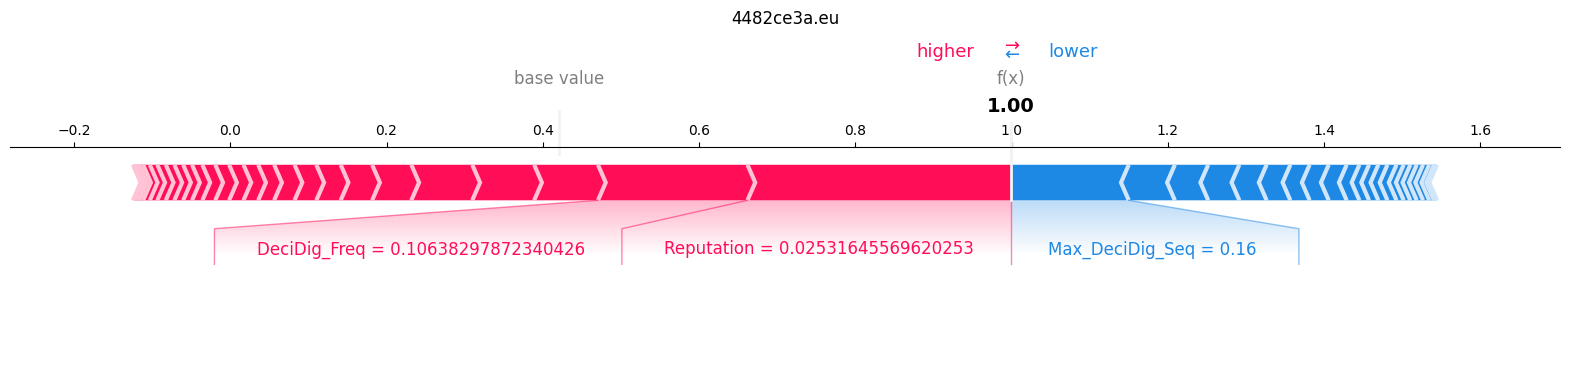 4482ce3a.eu
higher → ← lower
base value f(x)
1.00
−0.2 0.0 0.2 0.4 0.6 0.8 1.0 1.2 1.4 1.6
DeciDig_Freq = 0.10638297872340426 Reputation = 0.02531645569620253 Max_DeciDig_Seq = 0.16